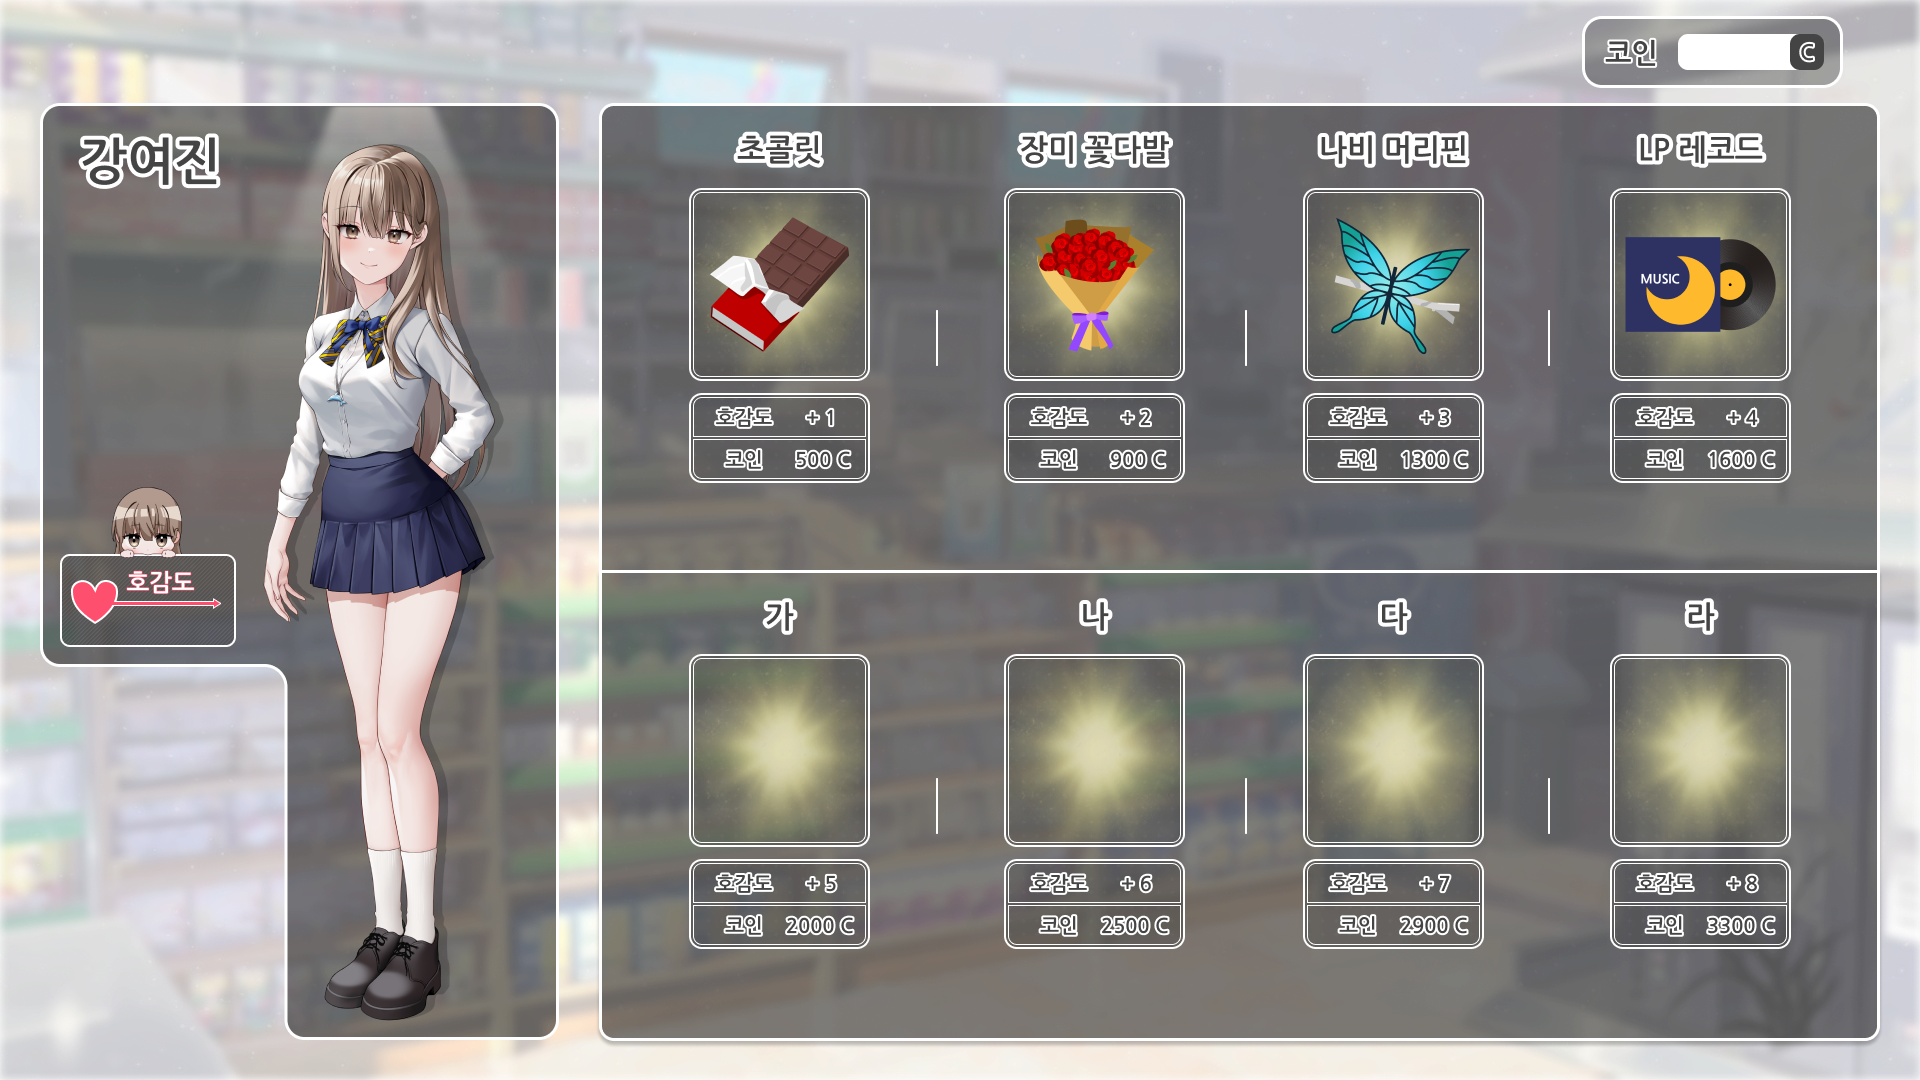 코인 C
강여진
호감도
초콜릿 장미 꽃다발 나비 머리핀 LP 레코드
MUSIC
호감도 + 1 호감도 + 2 호감도 + 3 호감도 + 4
코인 500 C 코인 900 C 코인 1300 C 코인 1600 C
가 나 다 라
호감도 + 5 호감도 + 6 호감도 + 7 호감도 + 8
코인 2000 C 코인 2500 C 코인 2900 C 코인 3300 C